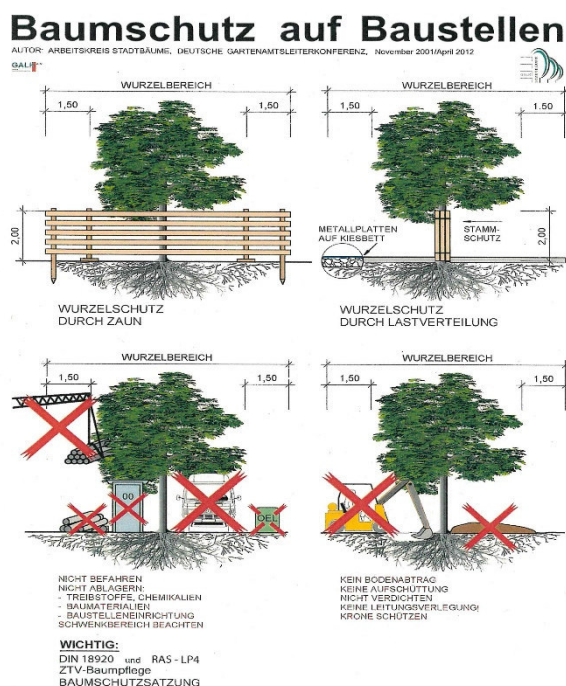 Baumschutz auf Baustellen
AUTOR: ARBEITSKREIS STADTBÄUME, DEUTSCHE GARTENAMTSLEITERKONFERENZ, November 2001/April 2012
GALK
WURZELBEREICH
1,50
1,50
2,00
WURZELSCHUTZ
DURCH ZAUN
WURZELBEREICH
1,50
1.50
METALLPLATTEN
AUF KIESBETT
STAMM-
SCHUTZ
2,00
WURZELSCHUTZ
DURCH LASTVERTEILUNG
WURZELBEREICH
1,50
1,50
00
OEL
NICHT BEFAHREN
NICHT ABLAGERN:
- TREIBSTOFFE, CHEMIKALIEN
- BAUMATERIALIEN
- BAUSTELLENEINRICHTUNG
SCHWENKBEREICH BEACHTEN
WURZELBEREICH
1,50
1,50
KEIN BODENABTRAG
KEINE AUFSCHÜTTUNG
NICHT VERDICHTEN
KEINE LEITUNGSVERLEGUNG!
KRONE SCHÜTZEN
WICHTIG:
DIN 18920 und RAS - LP4
ZTV-Baumpflege
BAUMSCHUTZSATZUNG